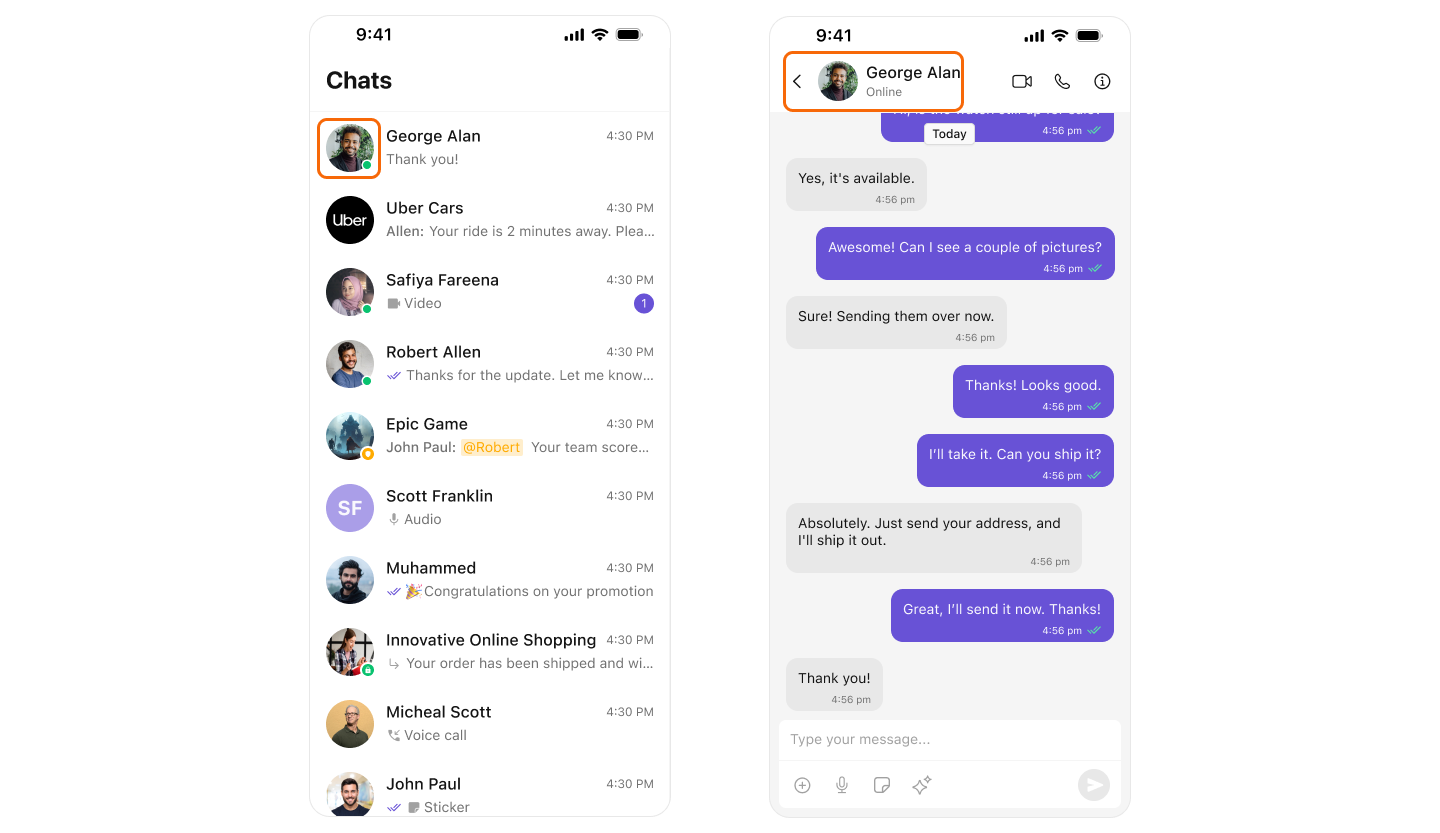 9:41
Chats
George Alan
4:30 PM
Thank you!
Uber
Uber Cars
4:30 PM
Allen: Your ride is 2 minutes away. Plea...
Safiya Fareena
4:30 PM
Video
1
Robert Allen
4:30 PM
Thanks for the update. Let me know...
Epic Game
4:30 PM
John Paul: @Robert Your team score...
SF
Scott Franklin
4:30 PM
Audio
Muhammed
4:30 PM
🎉Congratulations on your promotion
Innovative Online Shopping
4:30 PM
Your order has been shipped and wi...
Micheal Scott
4:30 PM
Voice call
John Paul
4:30 PM
Sticker
9:41
George Alan
Online
4:56 pm
Today
Yes, it's available.
4:56 pm
Awesome! Can I see a couple of pictures?
4:56 pm
Sure! Sending them over now.
4:56 pm
Thanks! Looks good.
4:56 pm
I’ll take it. Can you ship it?
4:56 pm
Absolutely. Just send your address, and
I'll ship it out.
4:56 pm
Great, I’ll send it now. Thanks!
4:56 pm
Thank you!
4:56 pm
Type your message...